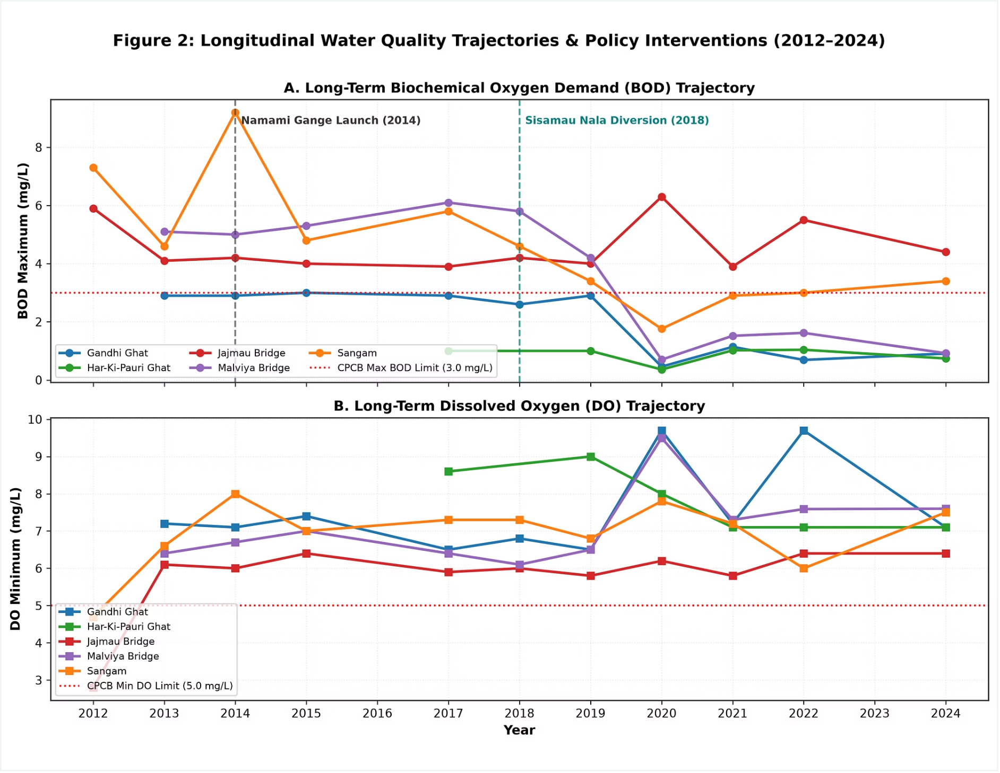 Figure 2: Longitudinal Water Quality Trajectories & Policy Interventions (2012–2024)
A. Long-Term Biochemical Oxygen Demand (BOD) Trajectory
Namami Gange Launch (2014)
Sisamau Nala Diversion (2018)
BOD Maximum (mg/L)
8
6
4
2
0
Gandhi Ghat
Har-Ki-Pauri Ghat
Jajmau Bridge
Malviya Bridge
Sangam
CPCB Max BOD Limit (3.0 mg/L)
B. Long-Term Dissolved Oxygen (DO) Trajectory
DO Minimum (mg/L)
10
9
8
7
6
5
4
3
Gandhi Ghat
Har-Ki-Pauri Ghat
Jajmau Bridge
Malviya Bridge
Sangam
CPCB Min DO Limit (5.0 mg/L)
2012 2013 2014 2015 2016 2017 2018 2019 2020 2021 2022 2023 2024
Year